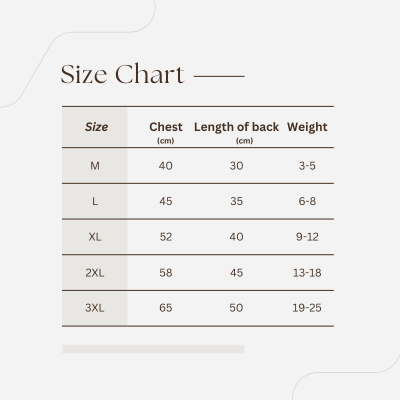 Size Chart
Size Chest Length of back Weight
(cm) (cm)
M 40 30 3-5
L 45 35 6-8
XL 52 40 9-12
2XL 58 45 13-18
3XL 65 50 19-25